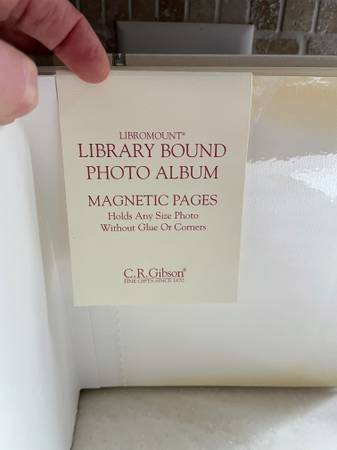 LIBROMOUNT®
LIBRARY BOUND
PHOTO ALBUM
MAGNETIC PAGES
Holds Any Size Photo
Without Glue Or Corners
C.R.Gibson®
FINE GIFTS SINCE 1870